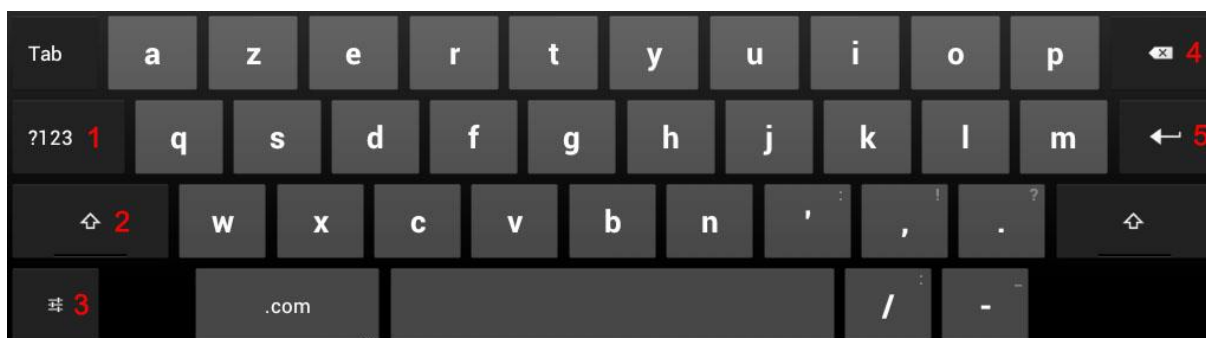 Tab a z e r t y u i o p 4
?123 1 q s d f g h j k l m 5
2 w x c v b n ' : , ! . ?
3 .com / : - _